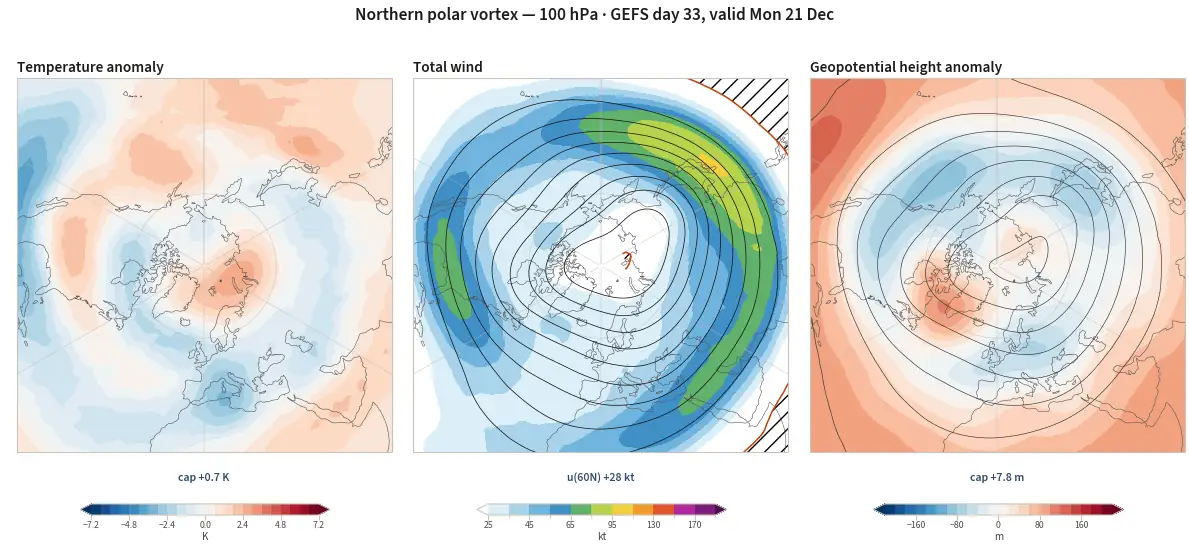 Northern polar vortex — 100 hPa · GEFS day 33, valid Mon 21 Dec
Temperature anomaly
Total wind
Geopotential height anomaly
cap +0.7 K
u(60N) +28 kt
cap +7.8 m
−7.2 −4.8 −2.4 0.0 2.4 4.8 7.2
K
25 45 65 95 130 170
kt
−160 −80 0 80 160
m